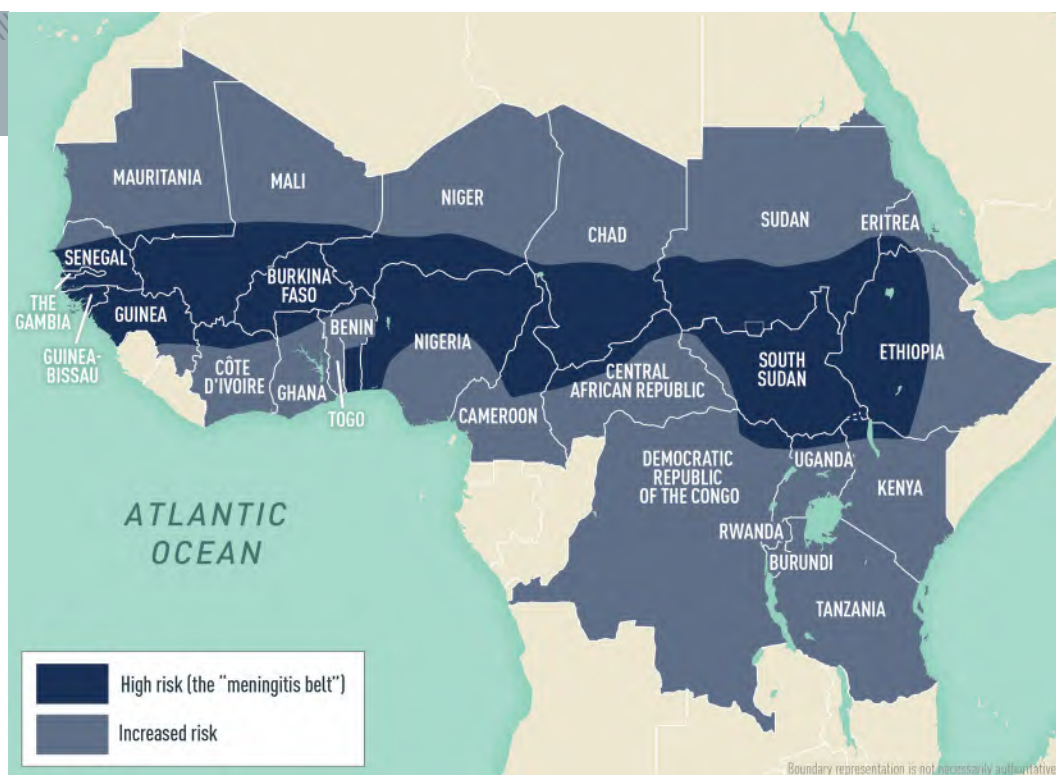 MAURITANIA
MALI
NIGER
CHAD
SUDAN
ERITREA
SENEGAL
THE
GAMBIA
GUINEA
GUINEA-
BISSAU
BURKINA
FASO
BENIN
NIGERIA
CÔTE
D'IVOIRE
GHANA
TOGO
CAMEROON
CENTRAL
AFRICAN REPUBLIC
SOUTH
SUDAN
ETHIOPIA
DEMOCRATIC
REPUBLIC
OF THE CONGO
UGANDA
KENYA
RWANDA
BURUNDI
TANZANIA
ATLANTIC
OCEAN
High risk (the "meningitis belt")
Increased risk
Boundary representation is not necessarily authoritative